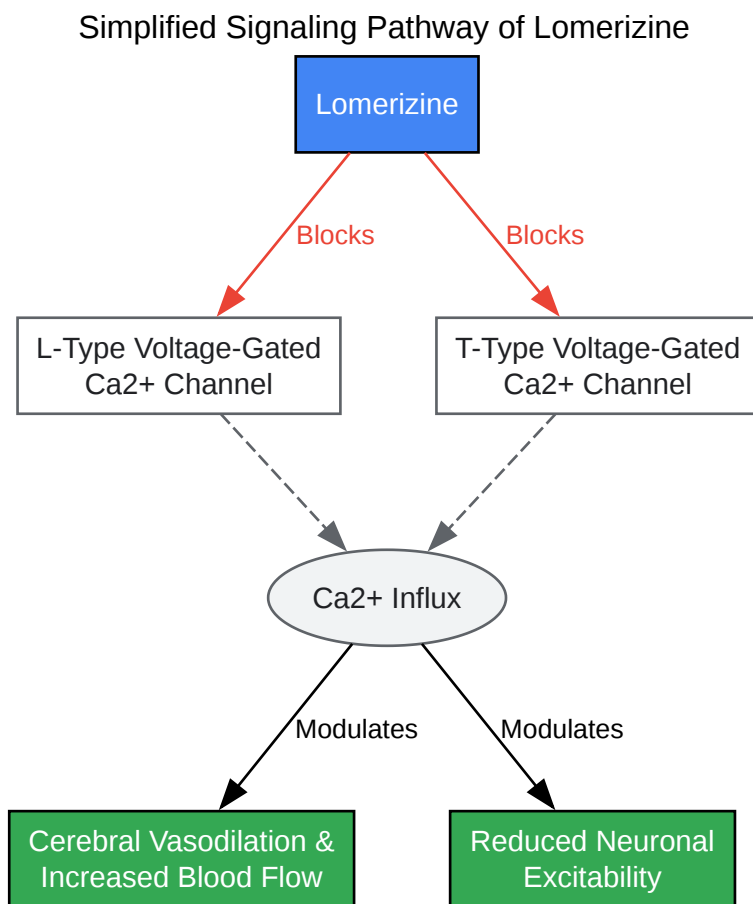 Simplified Signaling Pathway of Lomerizine
Lomerizine
Blocks
Blocks
L-Type Voltage-Gated
Ca2+ Channel
T-Type Voltage-Gated
Ca2+ Channel
Ca2+ Influx
Modulates
Modulates
Cerebral Vasodilation &
Increased Blood Flow
Reduced Neuronal
Excitability